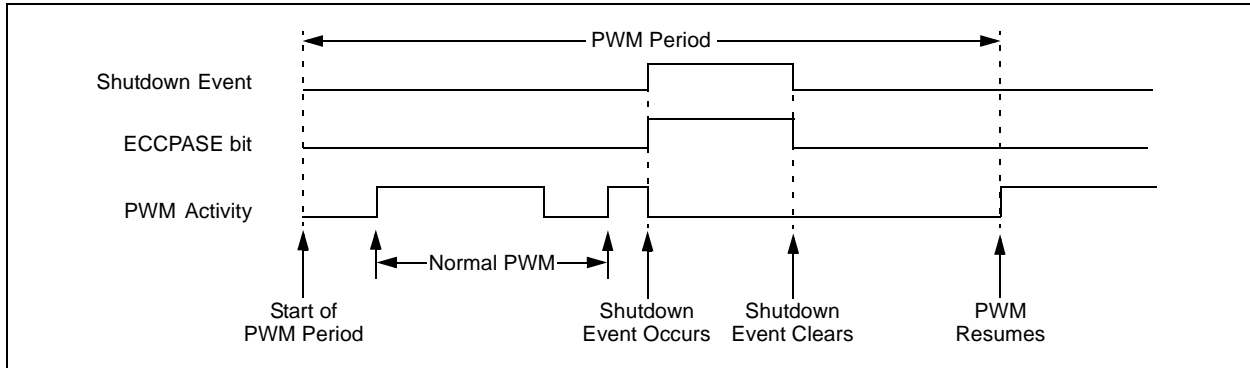 PWM Period
Shutdown Event
ECCPASE bit
PWM Activity
Normal PWM
Start of
PWM Period
Shutdown
Event Occurs
Shutdown
Event Clears
PWM
Resumes